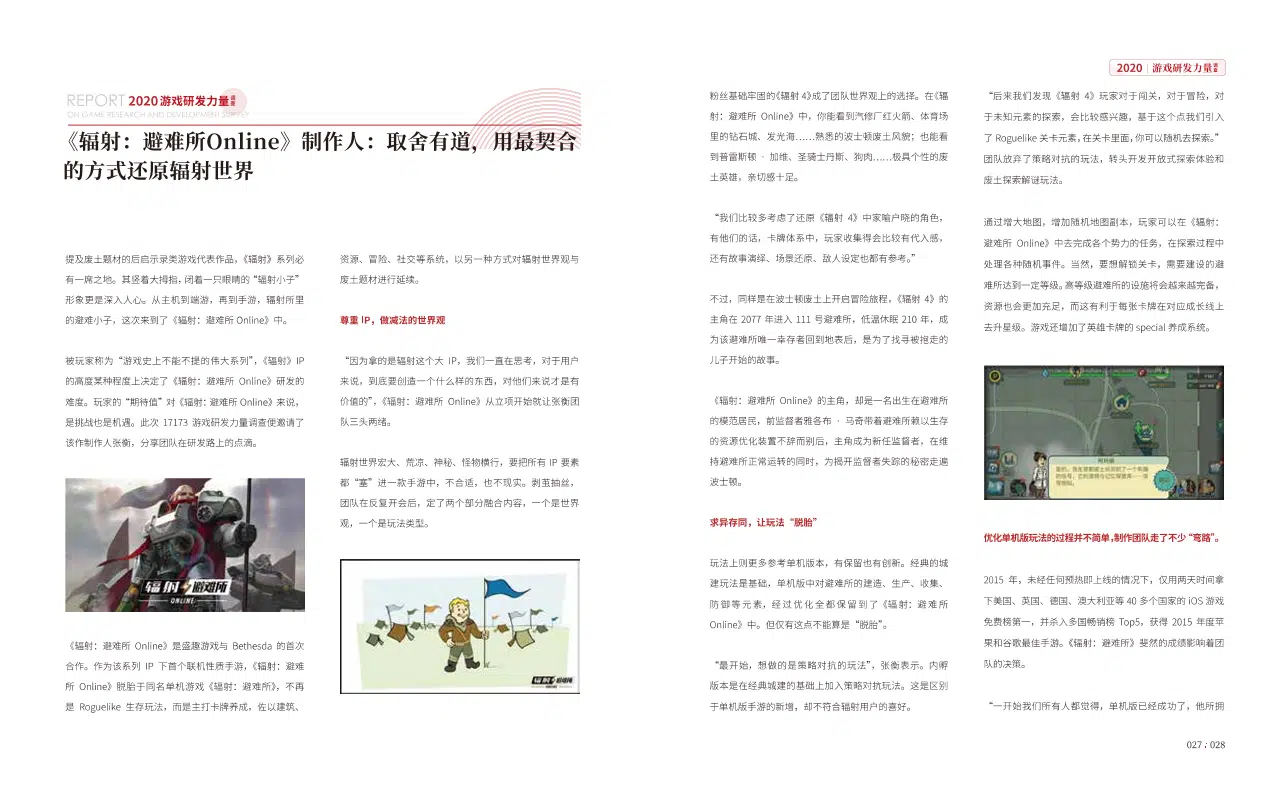 REPORT 2020 游戏研发力量
ON GAME RESEARCH AND DEVELOPMENT SURVEY
《辐射：避难所Online》制作人：取舍有道，用最契合
的方式还原辐射世界
提及废土题材的后启示录类游戏代表作品，《辐射》系列必
有一席之地。其竖着大拇指，闭着一只眼睛的“辐射小子”
形象更是深入人心。从主机到端游，再到手游，辐射所里
的避难小子，这次来到了《辐射：避难所 Online》中。
被玩家称为“游戏史上不能不提的伟大系列”，《辐射》IP
的高度某种程度上决定了《辐射：避难所 Online》研发的
难度。玩家的“期待值”对《辐射：避难所 Online》来说，
是挑战也是机遇。此次 17173 游戏研发力量调查便邀请了
该作制作人张衡，分享团队在研发路上的点滴。
辐射 避难所
ONLINE
《辐射：避难所 Online》是盛趣游戏与 Bethesda 的首次
合作。作为该系列 IP 下首个联机性质手游，《辐射：避难
所 Online》脱胎于同名单机游戏《辐射：避难所》，不再
是 Roguelike 生存玩法，而是主打卡牌养成，佐以建筑、
资源、冒险、社交等系统，以另一种方式对辐射世界观与
废土题材进行延续。
尊重 IP，做减法的世界观
“因为拿的是辐射这个大 IP，我们一直在思考，对于用户
来说，到底要创造一个什么样的东西，对他们来说才是有
价值的”，《辐射：避难所 Online》从立项开始就让张衡团
队三头两绪。
辐射世界宏大、荒凉、神秘、怪物横行，要把所有 IP 要素
都“塞”进一款手游中，不合适，也不现实。剥茧抽丝，
团队在反复开会后，定了两个部分融合内容，一个是世界
观，一个是玩法类型。
辐射 避难所
2020 游戏研发力量
粉丝基础牢固的《辐射 4》成了团队世界观上的选择。在《辐
射：避难所 Online》中，你能看到汽修厂红火箭、体育场
里的钻石城、发光海……熟悉的波士顿废土风貌；也能看
到普雷斯顿 · 加维、圣骑士丹斯、狗肉……极具个性的废
土英雄，亲切感十足。
“我们比较多考虑了还原《辐射 4》中家喻户晓的角色，
有他们的话，卡牌体系中，玩家收集得会比较有代入感，
还有故事演绎、场景还原、敌人设定也都有参考。”
不过，同样是在波士顿废土上开启冒险旅程，《辐射 4》的
主角在 2077 年进入 111 号避难所，低温休眠 210 年，成
为该避难所唯一幸存者回到地表后，是为了找寻被抱走的
儿子开始的故事。
《辐射：避难所 Online》的主角，却是一名出生在避难所
的模范居民，前监督者雅各布 · 马奇带着避难所赖以生存
的资源优化装置不辞而别后，主角成为新任监督者，在维
持避难所正常运转的同时，为揭开监督者失踪的秘密走遍
波士顿。
求异存同，让玩法“脱胎”
玩法上则更多参考单机版本，有保留也有创新。经典的城
建玩法是基础，单机版中对避难所的建造、生产、收集、
防御等元素，经过优化全都保留到了《辐射：避难所
Online》中。但仅有这点不能算是“脱胎”。
“最开始，想做的是策略对抗的玩法”，张衡表示。内孵
版本是在经典城建的基础上加入策略对抗玩法。这是区别
于单机版手游的新增，却不符合辐射用户的喜好。
“后来我们发现《辐射 4》玩家对于闯关，对于冒险，对
于未知元素的探索，会比较感兴趣，基于这个点我们引入
了 Roguelike 关卡元素，在关卡里面，你可以随机去探索。”
团队放弃了策略对抗的玩法，转头开发开放式探索体验和
废土探索解谜玩法。
通过增大地图，增加随机地图副本，玩家可以在《辐射：
避难所 Online》中去完成各个势力的任务，在探索过程中
处理各种随机事件。当然，要想解锁关卡，需要建设的避
难所达到一定等级。高等级避难所的设施将会越来越完备，
资源也会更加充足，而这有利于每张卡牌在对应成长线上
去升星级。游戏还增加了英雄卡牌的 special 养成系统。
优化单机版玩法的过程并不简单，制作团队走了不少“弯路”。
2015 年，未经任何预热即上线的情况下，仅用两天时间拿
下美国、英国、德国、澳大利亚等 40 多个国家的 iOS 游戏
免费榜第一，并杀入多国畅销榜 Top5，获得 2015 年度苹
果和谷歌最佳手游。《辐射：避难所》斐然的成绩影响着团
队的决策。
“一开始我们所有人都觉得，单机版已经成功了，他所拥
027 / 028